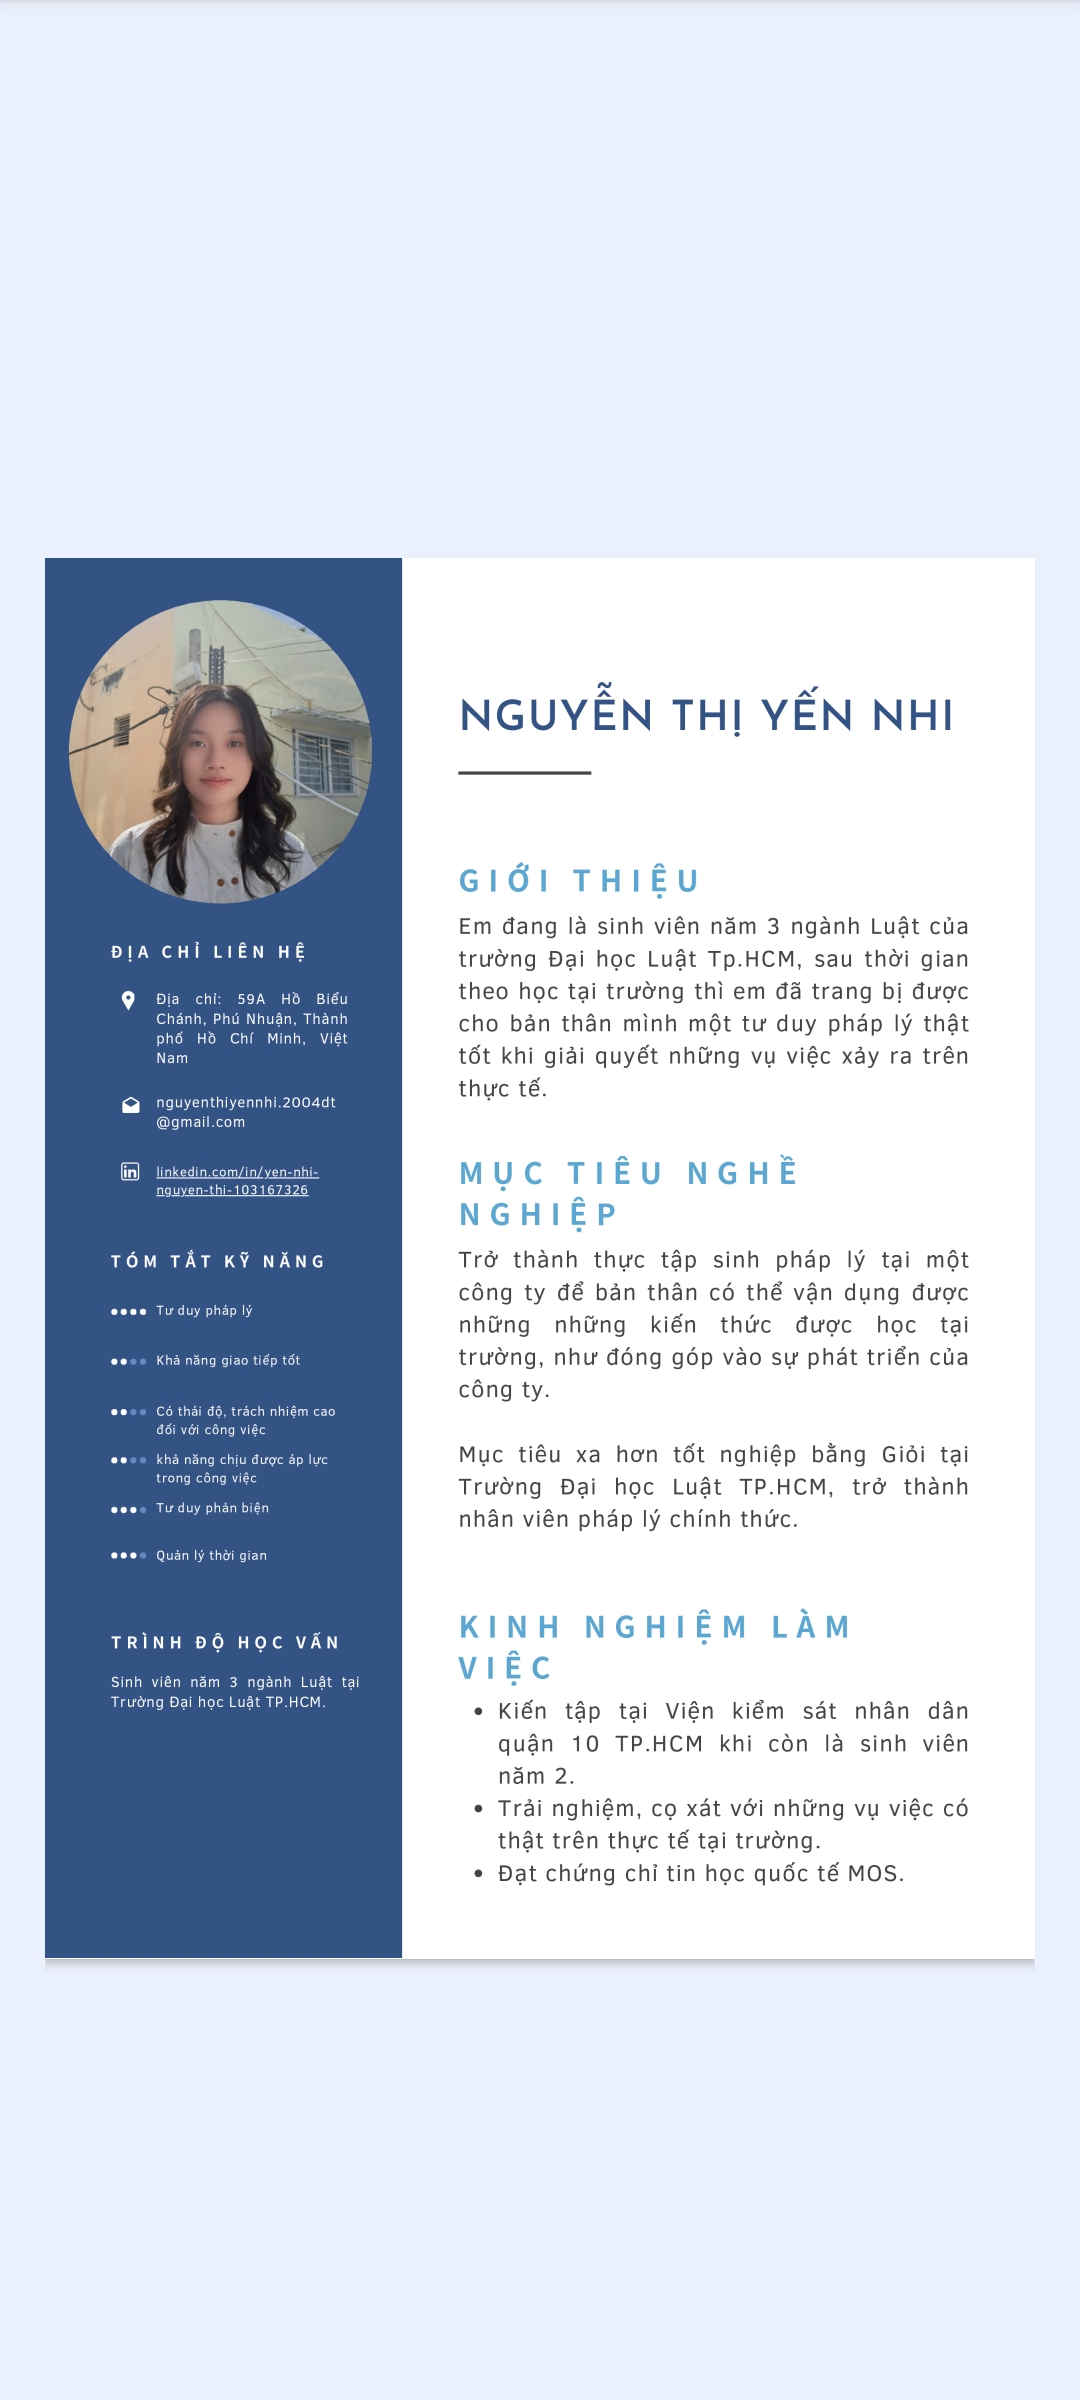 ĐỊA CHỈ LIÊN HỆ
Địa chỉ: 59A Hồ Biểu
Chánh, Phú Nhuận, Thành
phố Hồ Chí Minh, Việt
Nam
nguyenthiyennhi.2004dt
@gmail.com
linkedin.com/in/yen-nhi-
nguyen-thi-103167326
TÓM TẮT KỸ NĂNG
Tư duy pháp lý
Khả năng giao tiếp tốt
Có thái độ, trách nhiệm cao
đối với công việc
khả năng chịu được áp lực
trong công việc
Tư duy phản biện
Quản lý thời gian
TRÌNH ĐỘ HỌC VẤN
Sinh viên năm 3 ngành Luật tại
Trường Đại học Luật TP.HCM.
NGUYỄN THỊ YẾN NHI
GIỚI THIỆU
Em đang là sinh viên năm 3 ngành Luật của
trường Đại học Luật Tp.HCM, sau thời gian
theo học tại trường thì em đã trang bị được
cho bản thân mình một tư duy pháp lý thật
tốt khi giải quyết những vụ việc xảy ra trên
thực tế.
MỤC TIÊU NGHỀ
NGHIỆP
Trở thành thực tập sinh pháp lý tại một
công ty để bản thân có thể vận dụng được
những những kiến thức được học tại
trường, như đóng góp vào sự phát triển của
công ty.
Mục tiêu xa hơn tốt nghiệp bằng Giỏi tại
Trường Đại học Luật TP.HCM, trở thành
nhân viên pháp lý chính thức.
KINH NGHIỆM LÀM
VIỆC
• Kiến tập tại Viện kiểm sát nhân dân
quận 10 TP.HCM khi còn là sinh viên
năm 2.
• Trải nghiệm, cọ xát với những vụ việc có
thật trên thực tế tại trường.
• Đạt chứng chỉ tin học quốc tế MOS.